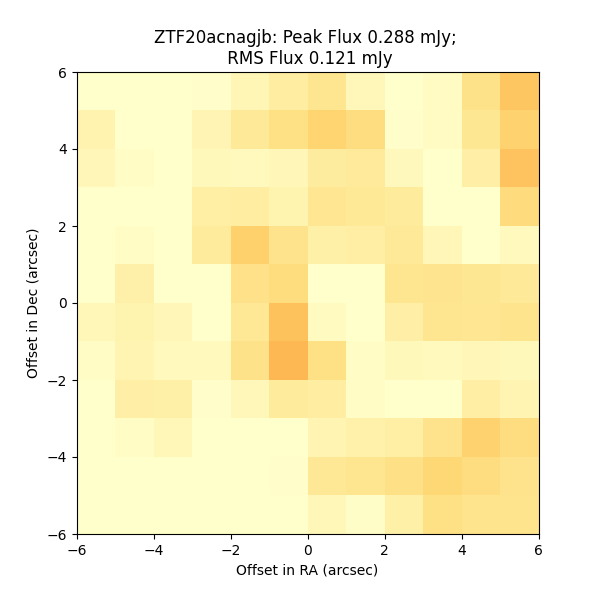 ZTF20acnagjb: Peak Flux 0.288 mJy;
RMS Flux 0.121 mJy
6
4
2
0
−2
−4
−6
Offset in Dec (arcsec)
−6 −4 −2 0 2 4 6
Offset in RA (arcsec)